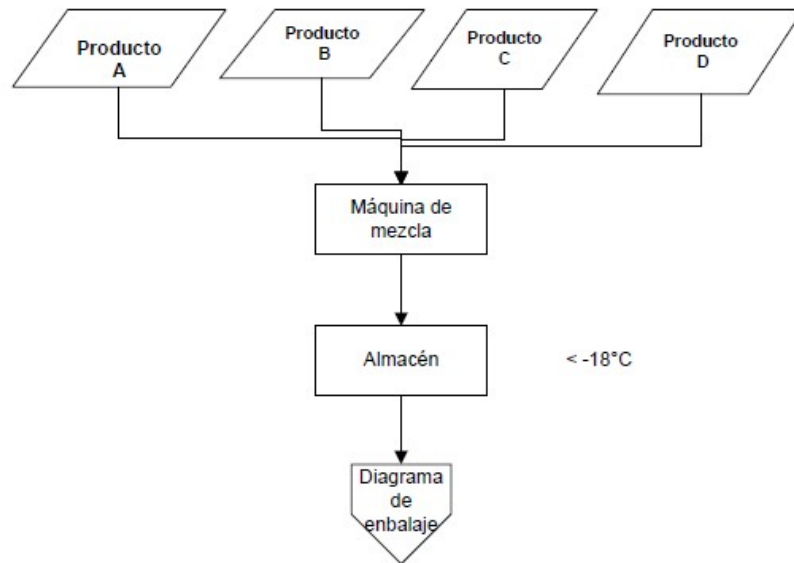 Producto
A
Producto
B
Producto
C
Producto
D
Máquina de
mezcla
Almacén
< -18°C
Diagrama
de
enbalaje